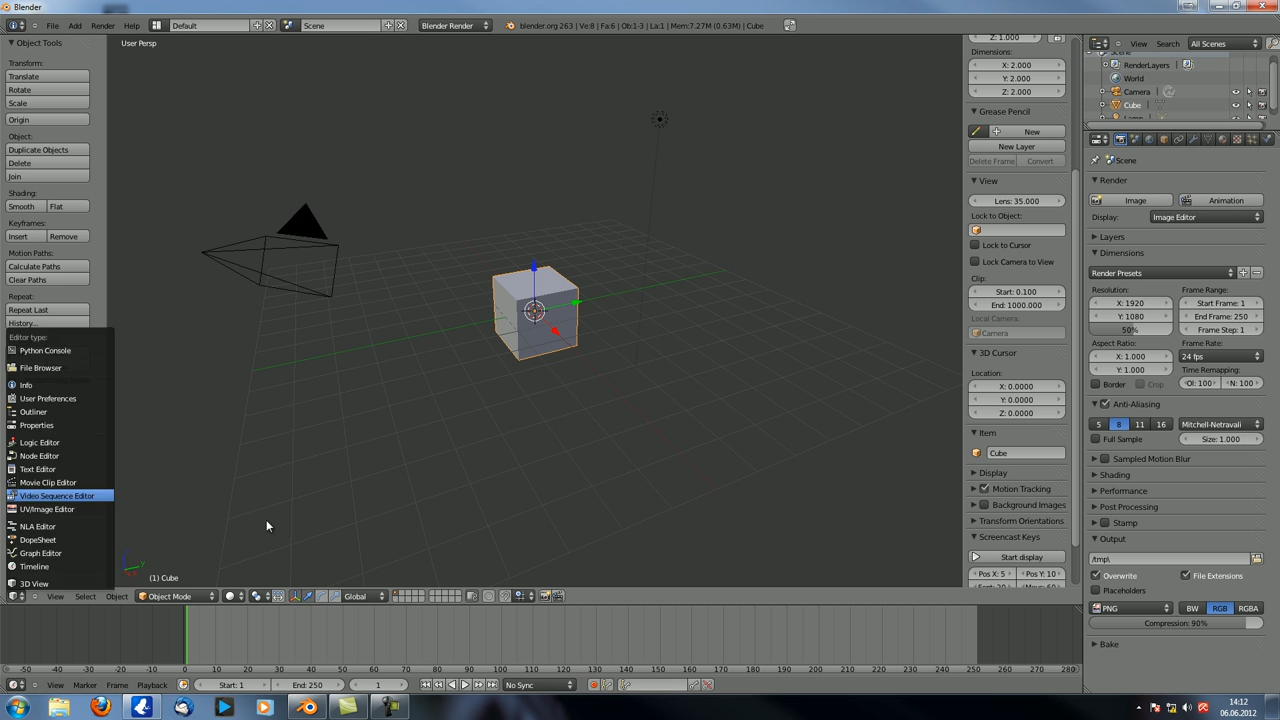 Blender
File Add Render Help Default Scene Blender Render blender.org 263 | Ve:8 | Fa:6 | Ob:1-3 | La:1 | Mem:7.27M (0.63M) | Cube
Object Tools
Transform:
Translate
Rotate
Scale
Origin
Object:
Duplicate Objects
Delete
Join
Shading:
Smooth Flat
Keyframes:
Insert Remove
Motion Paths:
Calculate Paths
Clear Paths
Repeat:
Repeat Last
History...
Editor type:
Python Console
File Browser
Info
User Preferences
Outliner
Properties
Logic Editor
Node Editor
Text Editor
Movie Clip Editor
Video Sequence Editor
UV/Image Editor
NLA Editor
DopeSheet
Graph Editor
Timeline
3D View
User Persp
(1) Cube
View Select Object Object Mode Global
Z: 1.000
Dimensions:
X: 2.000
Y: 2.000
Z: 2.000
Grease Pencil
New
New Layer
Delete Frame Convert
View
Lens: 35.000
Lock to Object:
Lock to Cursor
Lock Camera to View
Clip:
Start: 0.100
End: 1000.000
Local Camera:
Camera
3D Cursor
Location:
X: 0.0000
Y: 0.0000
Z: 0.0000
Item
Cube
Display
Motion Tracking
Background Images
Transform Orientations
Screencast Keys
Start display
Pos X: 5 Pos Y: 10
View Search All Scenes
Scene
RenderLayers
World
Camera
Cube
Lamp
Scene
Render
Image Animation
Display: Image Editor
Layers
Dimensions
Render Presets
Resolution: Frame Range:
X: 1920 Start Frame: 1
Y: 1080 End Frame: 250
50% Frame Step: 1
Aspect Ratio: Frame Rate:
X: 1.000 24 fps
Y: 1.000 Time Remapping:
Border Crop Ol: 100 N: 100
Anti-Aliasing
5 8 11 16 Mitchell-Netravali
Full Sample Size: 1.000
Sampled Motion Blur
Shading
Performance
Post Processing
Stamp
Output
/tmp\
Overwrite File Extensions
Placeholders
PNG BW RGB RGBA
Compression: 90%
Bake
-50 -40 -30 -20 -10 0 10 20 30 40 50 60 70 80 90 100 110 120 130 140 150 160 170 180 190 200 210 220 230 240 250 260 270 280
View Marker Frame Playback Start: 1 End: 250 1 No Sync
14:12
06.06.2012